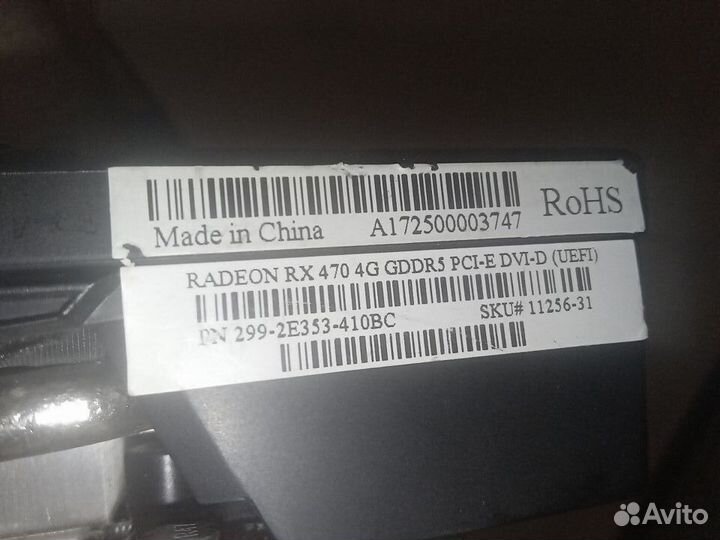 Made in China A172500003747 RoHS
RADEON RX 470 4G GDDR5 PCI-E DVI-D (UEFI)
PN 299-2E353-410BC SKU# 11256-31
Avito